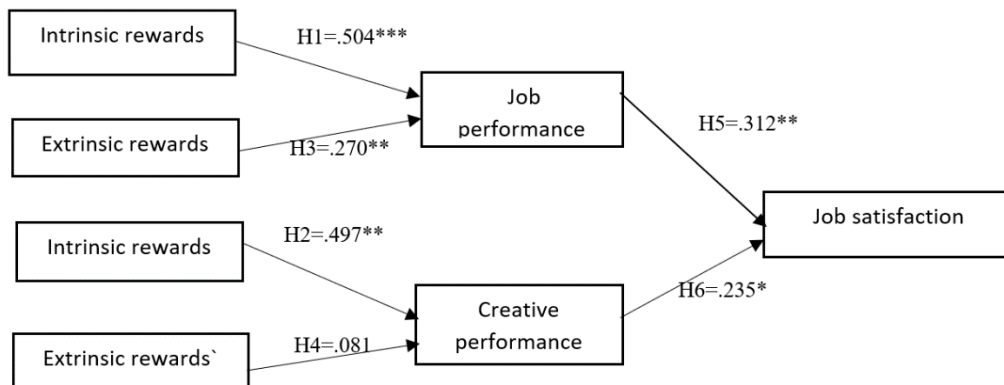 Intrinsic rewards
H1=.504***
Job
performance
Extrinsic rewards
H3=.270**
H5=.312**
Intrinsic rewards
H2=.497**
Job satisfaction
Creative
performance
H6=.235*
Extrinsic rewards`
H4=.081